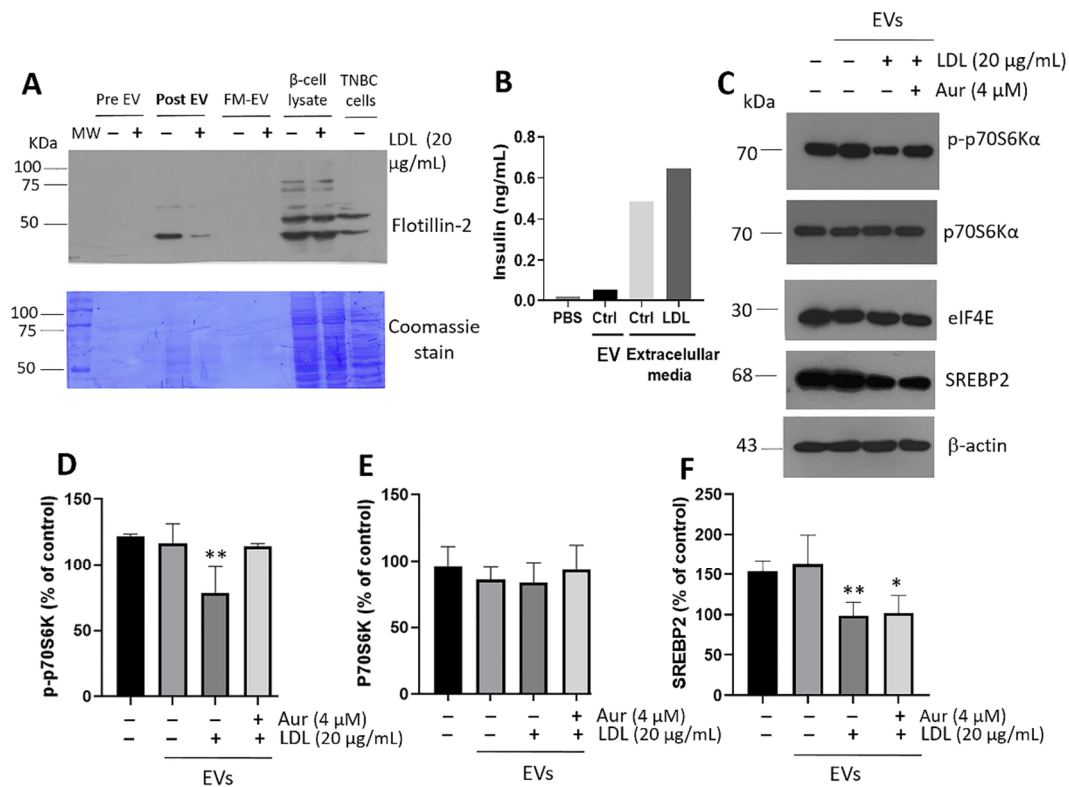 A
Pre EV Post EV FM-EV β-cell lysate TNBC cells
MW – + – + – + – + – LDL (20 µg/mL)
KDa
100
75
50
Flotillin-2
100
75
50
Coomassie stain
B
Insulin (ng/mL)
0.8
0.6
0.4
0.2
0.0
PBS Ctrl Ctrl LDL
EV Extracelullar media
C
EVs
– – + + LDL (20 µg/mL)
+ Aur (4 µM)
kDa
70 p-p70S6Kα
70 p70S6Kα
30 eIF4E
68 SREBP2
43 β-actin
D
p-p70S6K (% of control)
150
100
50
0
**
+ Aur (4 µM)
– – + + LDL (20 µg/mL)
–
EVs
E
P70S6K (% of control)
150
100
50
0
– – – + Aur (4 µM)
– – + + LDL (20 µg/mL)
EVs
F
SREBP2 (% of control)
250
200
150
100
50
0
** *
– – + Aur (4 µM)
– – + + LDL (20 µg/mL)
EVs